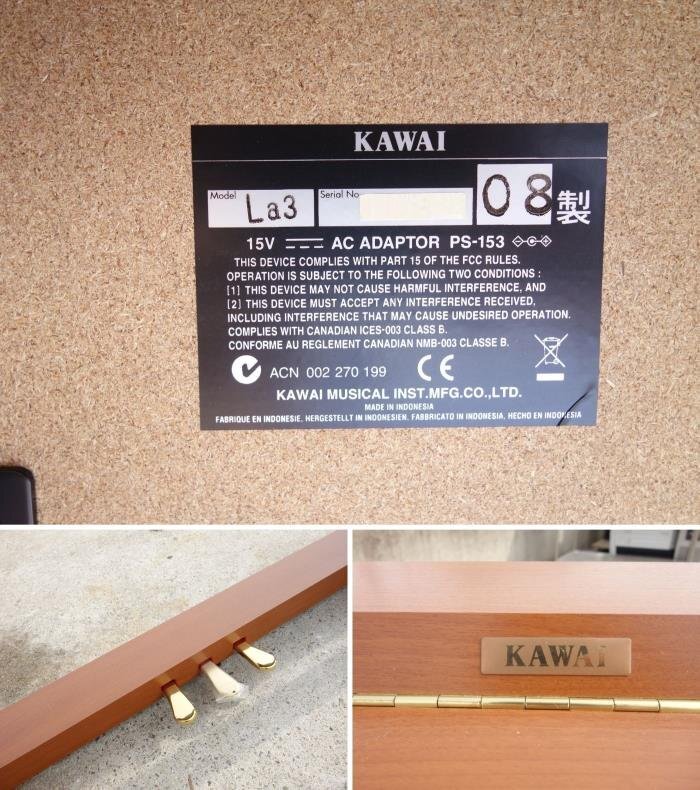 KAWAI
Model La3 Serial No. 08製
15V AC ADAPTOR PS-153
THIS DEVICE COMPLIES WITH PART 15 OF THE FCC RULES.
OPERATION IS SUBJECT TO THE FOLLOWING TWO CONDITIONS :
[1] THIS DEVICE MAY NOT CAUSE HARMFUL INTERFERENCE, AND
[2] THIS DEVICE MUST ACCEPT ANY INTERFERENCE RECEIVED,
INCLUDING INTERFERENCE THAT MAY CAUSE UNDESIRED OPERATION.
COMPLIES WITH CANADIAN ICES-003 CLASS B.
CONFORME AU REGLEMENT CANADIAN NMB-003 CLASSE B.
ACN 002 270 199 CE
KAWAI MUSICAL INST.MFG.CO.,LTD.
MADE IN INDONESIA
FABRIQUE EN INDONESIE. HERGESTELLT IN INDONESIEN. FABBRICATO IN INDONESIA. HECHO EN INDONESIA
KAWAI